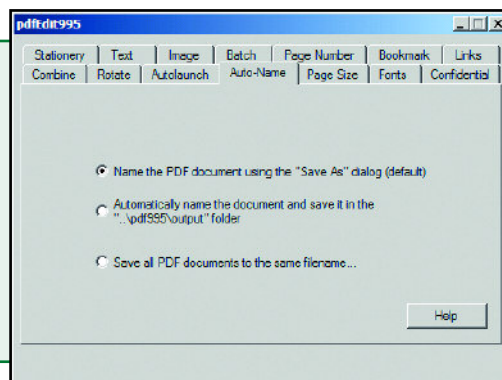 pdfEdit995
Stationery Text Image Batch Page Number Bookmark Links
Combine Rotate Autolaunch Auto-Name Page Size Fonts Confidential
Name the PDF document using the "Save As" dialog (default)
Automatically name the document and save it in the
"..\pdf995\output" folder
Save all PDF documents to the same filename...
Help